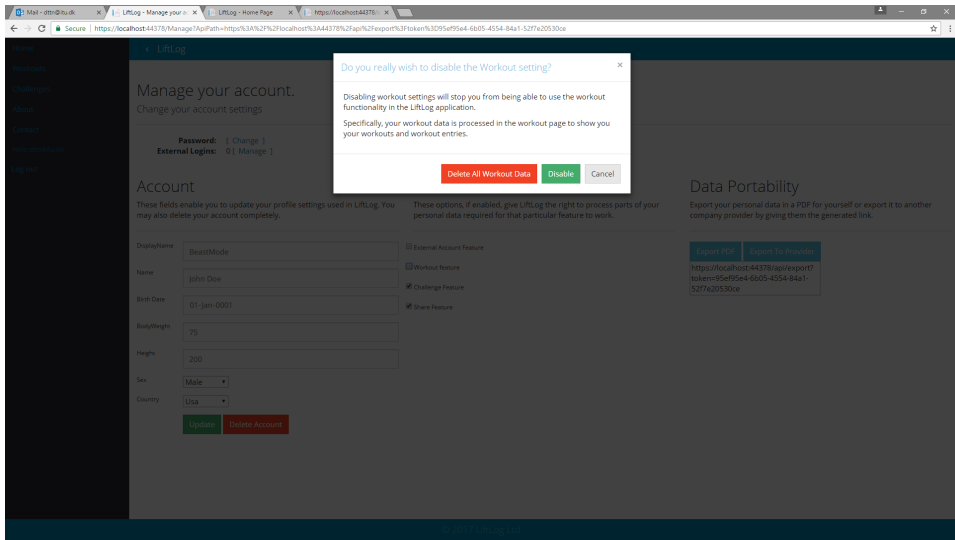 Mail - dttn@itu.dk
LiftLog - Manage your a
LiftLog - Home Page
https://localhost:44378/
Secure
https://localhost:44378/Manage?ApiPath=https%3A%2F%2Flocalhost%3A44378%2Fapi%2Fexport%3Ftoken%3D95ef95e4-6b05-4554-84a1-52f7e20530ce
Home
Workouts
Challenges
About
Contact
Log out
< LiftLog
Do you really wish to disable the Workout setting?
×
Disabling workout settings will stop you from being able to use the workout
functionality in the LiftLog application.
Specifically, your workout data is processed in the workout page to show you
your workouts and workout entries.
Delete All Workout Data
Disable
Cancel
Manage your account.
Change your account settings
Password: [ Change ]
External Logins: 0 [ Manage ]
Account
These fields enable you to update your profile settings used in LiftLog. You
may also delete your account completely.
DisplayName
BeastMode
Name
John Doe
Birth Date
01-Jan-0001
BodyWeight
75
Height
200
Sex
Male
Country
Usa
Update
Delete Account
These options, if enabled, give LiftLog the right to process parts of your
personal data required for that particular feature to work.
External Account Feature
Workout Feature
Challenge Feature
Share Feature
Data Portability
Export your personal data in a PDF for yourself or export it to another
company provider by giving them the generated link.
Export PDF
Export To Provider
https://localhost:44378/api/export?
token=95ef95e4-6b05-4554-84a1-
52f7e20530ce
© 2017 LiftLog Ltd